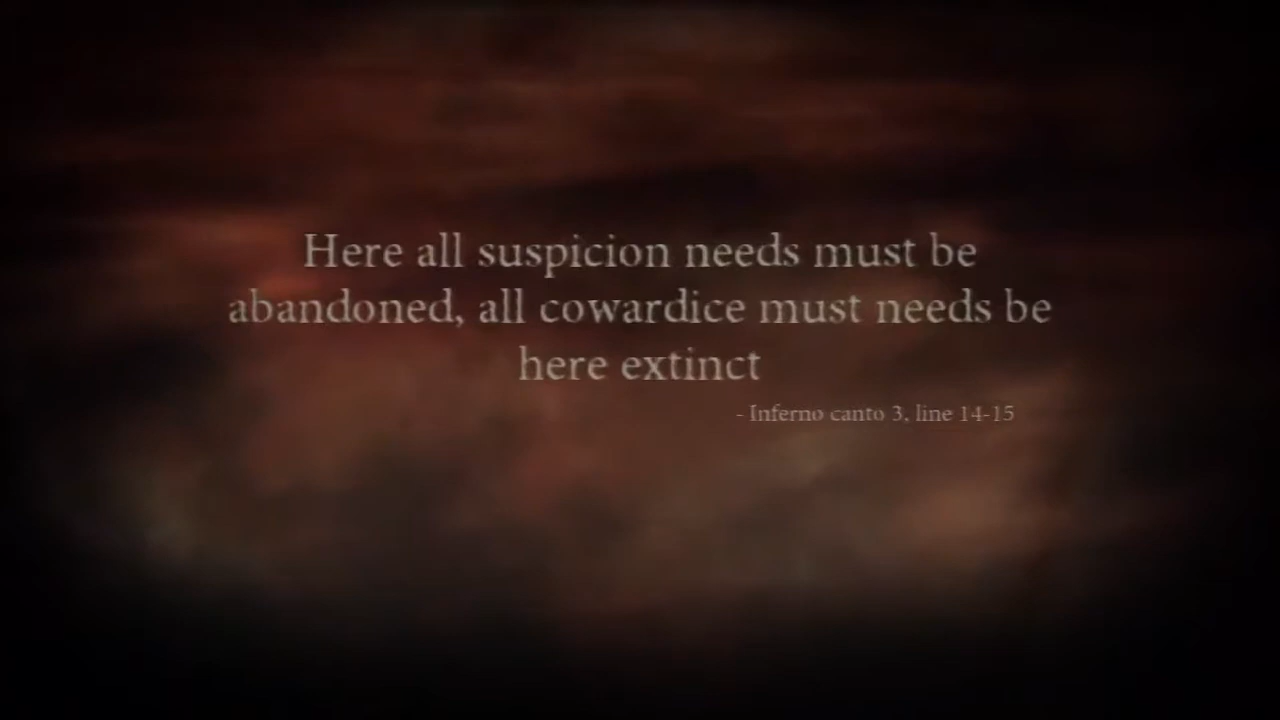 Here all suspicion needs must be
abandoned, all cowardice must needs be
here extinct
- Inferno canto 3, line 14-15